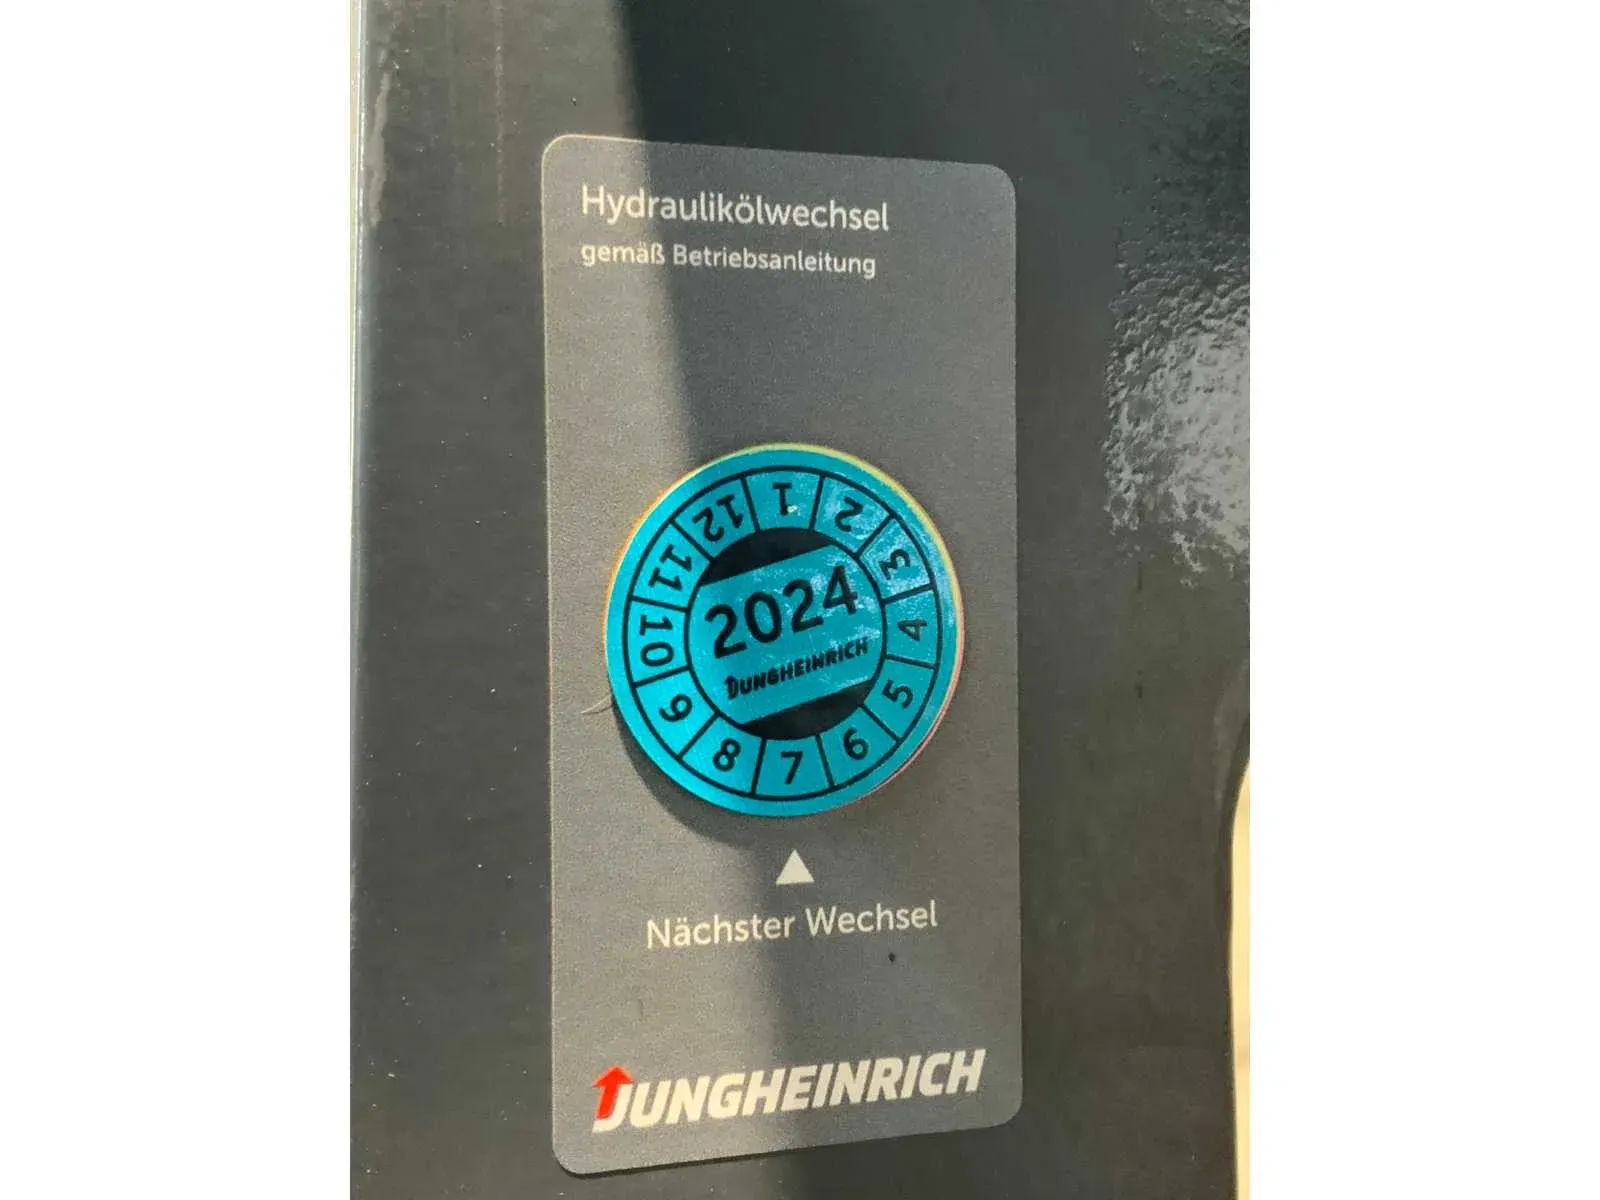 Hydraulikölwechsel
gemäß Betriebsanleitung
1 2 3 4 5 6 7 8 9 10 11 12
2024
JUNGHEINRICH
Nächster Wechsel
JUNGHEINRICH